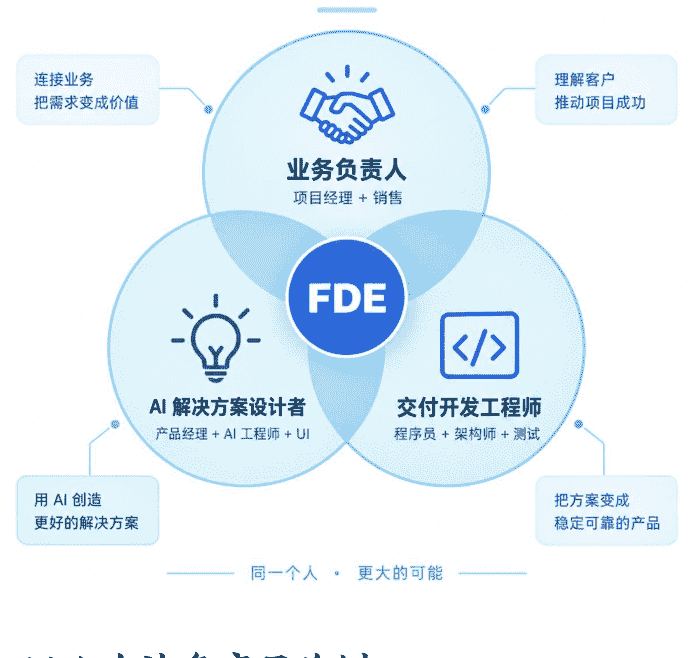 连接业务
把需求变成价值
理解客户
推动项目成功
业务负责人
项目经理 + 销售
FDE
AI 解决方案设计者
产品经理 + AI 工程师 + UI
</>
交付开发工程师
程序员 + 架构师 + 测试
用 AI 创造
更好的解决方案
把方案变成
稳定可靠的产品
同一个人 · 更大的可能